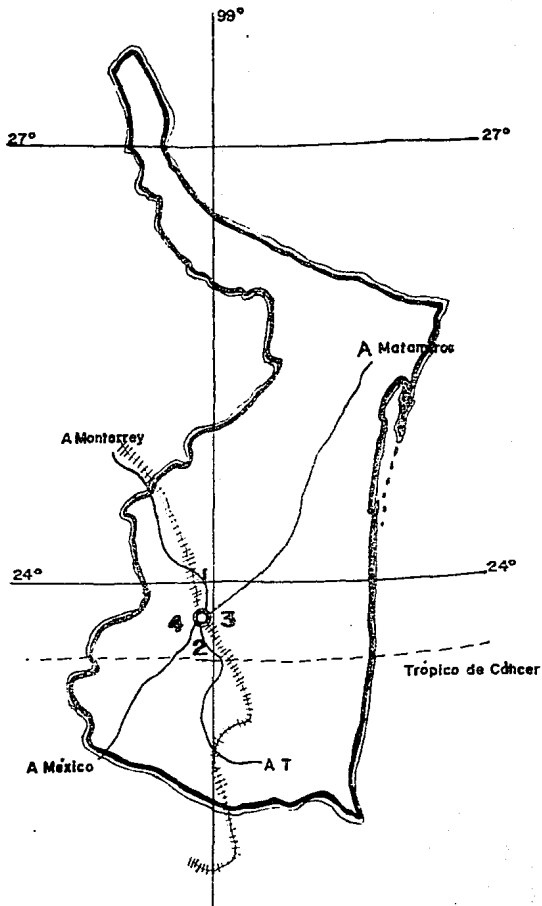 99°
27°
27°
A Matamoros
A Monterrey
24°
24°
1
4
3
2
Trópico de Cáncer
A México
A T